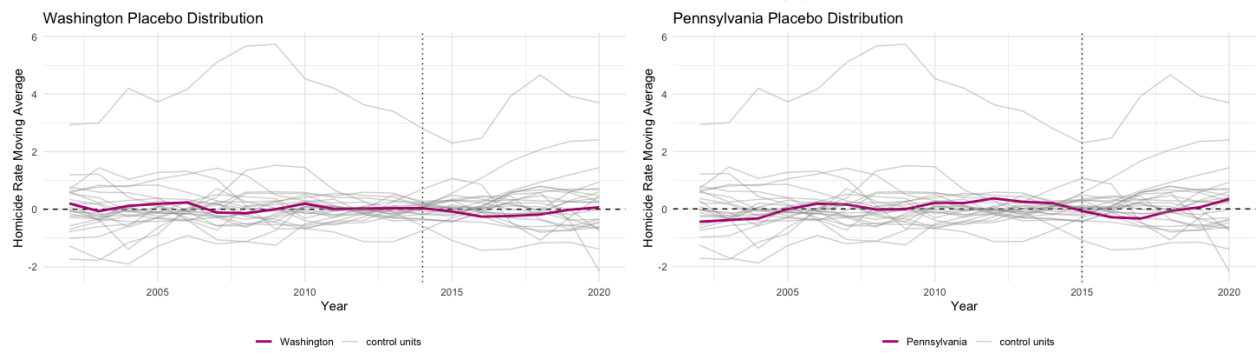 Washington Placebo Distribution
Homicide Rate Moving Average
6
4
2
0
-2
2005
2010
2015
2020
Year
Washington
control units
Pennsylvania Placebo Distribution
Homicide Rate Moving Average
6
4
2
0
-2
2005
2010
2015
2020
Year
Pennsylvania
control units